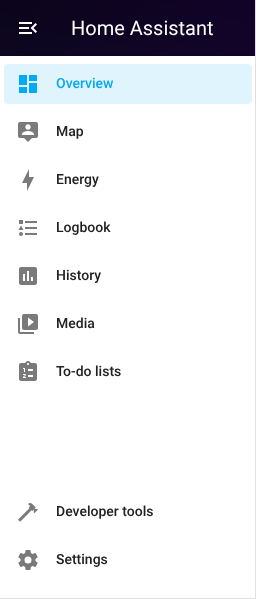 Home Assistant
Overview
Map
Energy
Logbook
History
Media
To-do lists
Developer tools
Settings